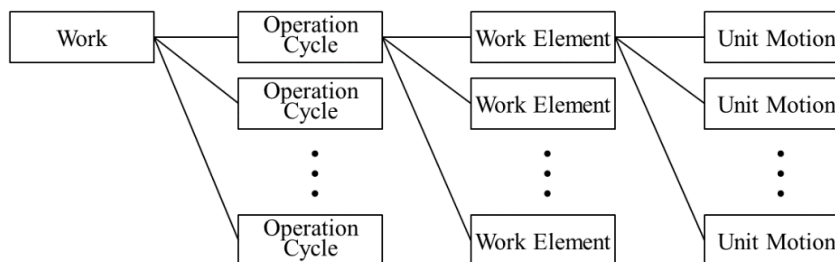 Work
Operation
Cycle
Work Element
Unit Motion
Operation
Cycle
Work Element
Unit Motion
Operation
Cycle
Work Element
Unit Motion